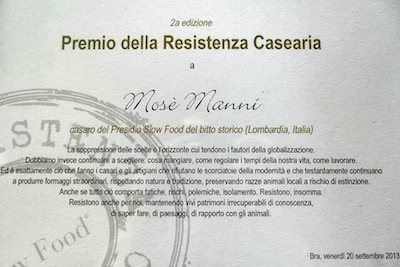 2a edizione
Premio della Resistenza Casearia
a
Mosè Manni
casaro del Presidio Slow Food del bitto storico (Lombardia, Italia)
La soppressione delle scelte è l'orizzonte cui tendono i fautori della globalizzazione.
Dobbiamo invece continuare a scegliere: cosa mangiare, come regolare i tempi della nostra vita, come lavorare.
Ed è esattamente ciò che fanno i casari e gli artigiani che rifiutano le scorciatoie della modernità e che testardamente continuano
a produrre formaggi straordinari, rispettando natura e tradizione, preservando razze animali locali a rischio di estinzione.
Anche se tutto ciò comporta fatiche, rischi, polemiche, isolamento. Resistono, insomma.
Resistono anche per noi, mantenendo vivi patrimoni irrecuperabili di conoscenza,
di saper fare, di paesaggi, di rapporto con gli animali.
Bra, venerdì 20 settembre 2013
Slow Food®